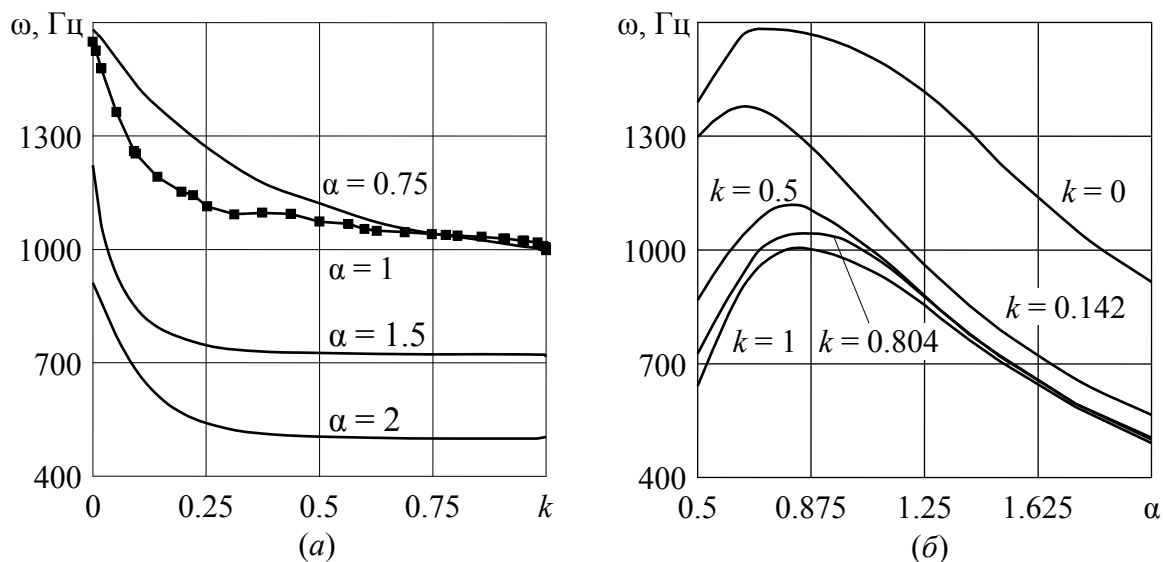 ω, Гц
1300
1000
700
400
α = 0.75
α = 1
α = 1.5
α = 2
0 0.25 0.5 0.75 k
(а)
ω, Гц
1300
1000
700
400
k = 0.5
k = 0
k = 0.142
k = 1
k = 0.804
0.5 0.875 1.25 1.625 α
(б)